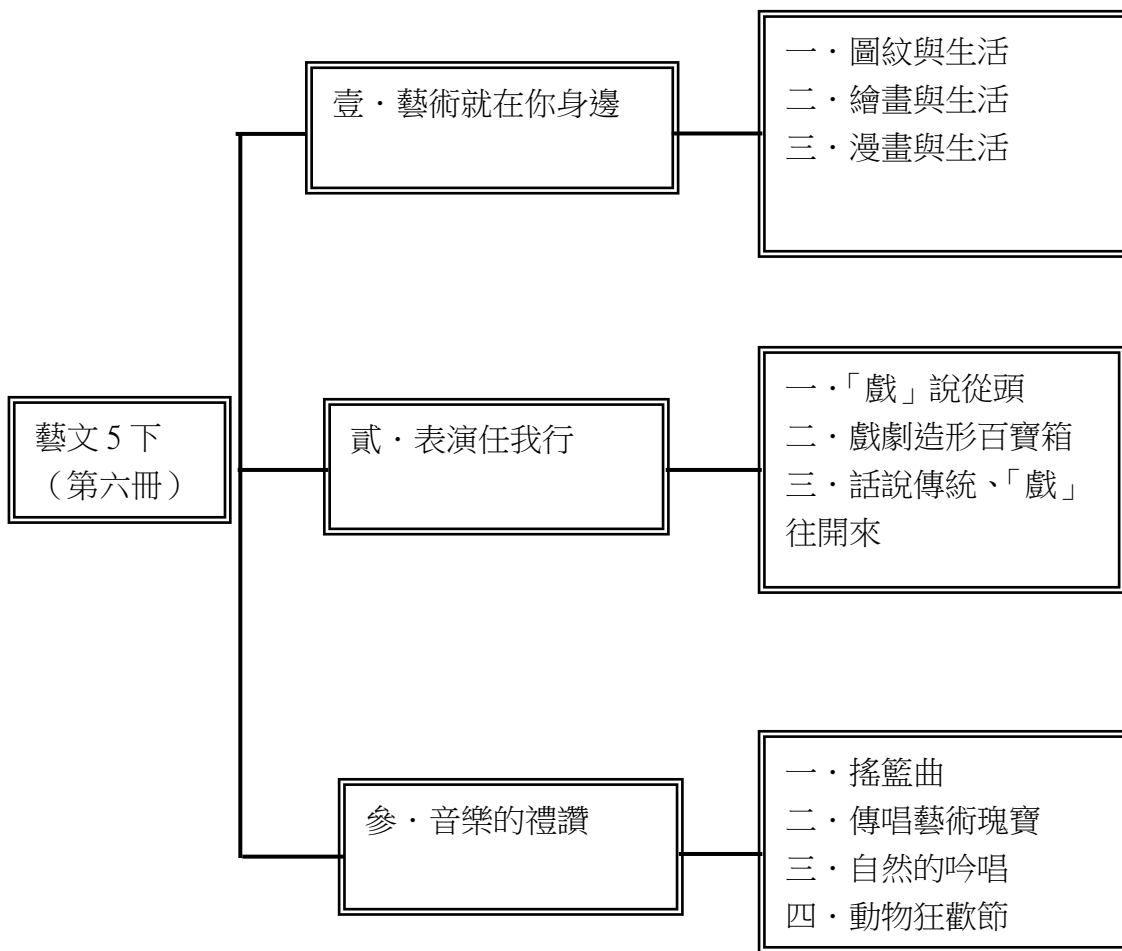 藝文 5 下
（第六冊）
壹．藝術就在你身邊
一．圖紋與生活
二．繪畫與生活
三．漫畫與生活
貳．表演任我行
一．「戲」說從頭
二．戲劇造形百寶箱
三．話說傳統、「戲」
往開來
參．音樂的禮讚
一．搖籃曲
二．傳唱藝術瑰寶
三．自然的吟唱
四．動物狂歡節